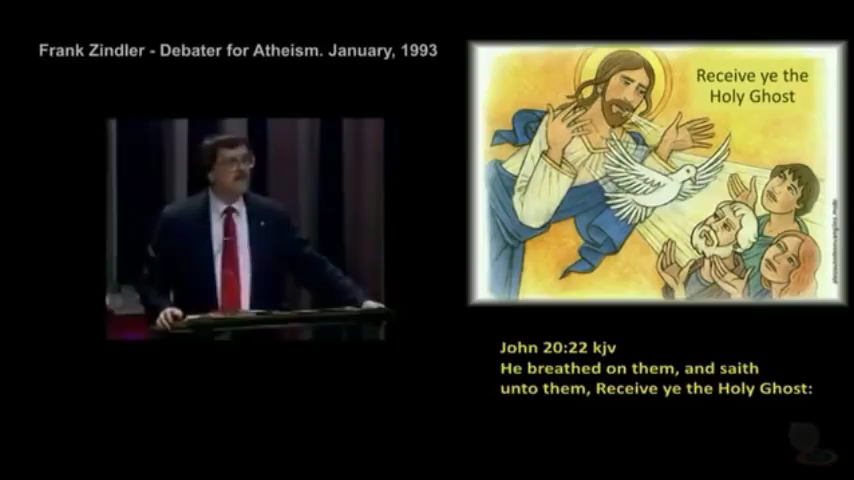 Frank Zindler - Debater for Atheism. January, 1993
Receive ye the
Holy Ghost
John 20:22 kjv
He breathed on them, and saith
unto them, Receive ye the Holy Ghost: